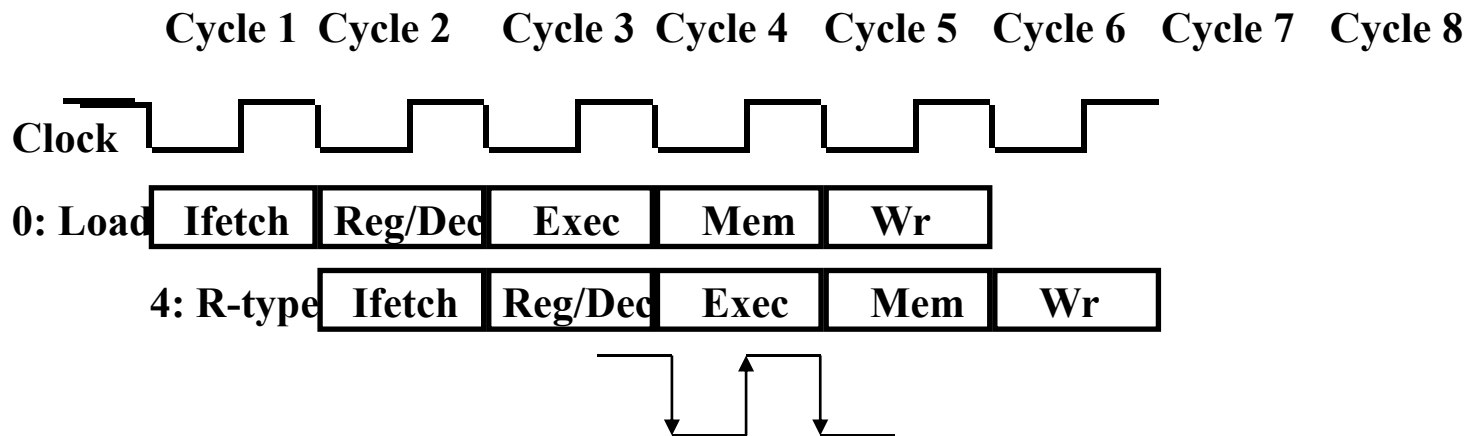 Cycle 1 Cycle 2 Cycle 3 Cycle 4 Cycle 5 Cycle 6 Cycle 7 Cycle 8
Clock
0: Load Ifetch Reg/Dec Exec Mem Wr
4: R-type Ifetch Reg/Dec Exec Mem Wr